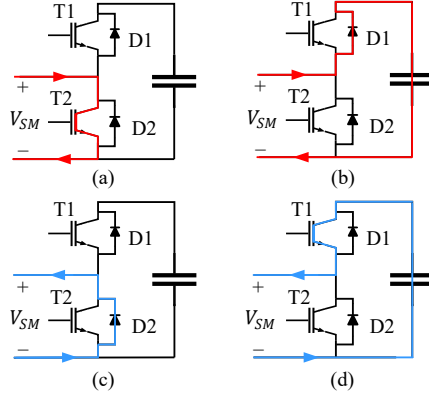 T1
D1
+
T2
V_SM
D2
−
(a)
T1
D1
+
T2
V_SM
D2
−
(b)
T1
D1
+
T2
V_SM
D2
−
(c)
T1
D1
+
T2
V_SM
D2
−
(d)